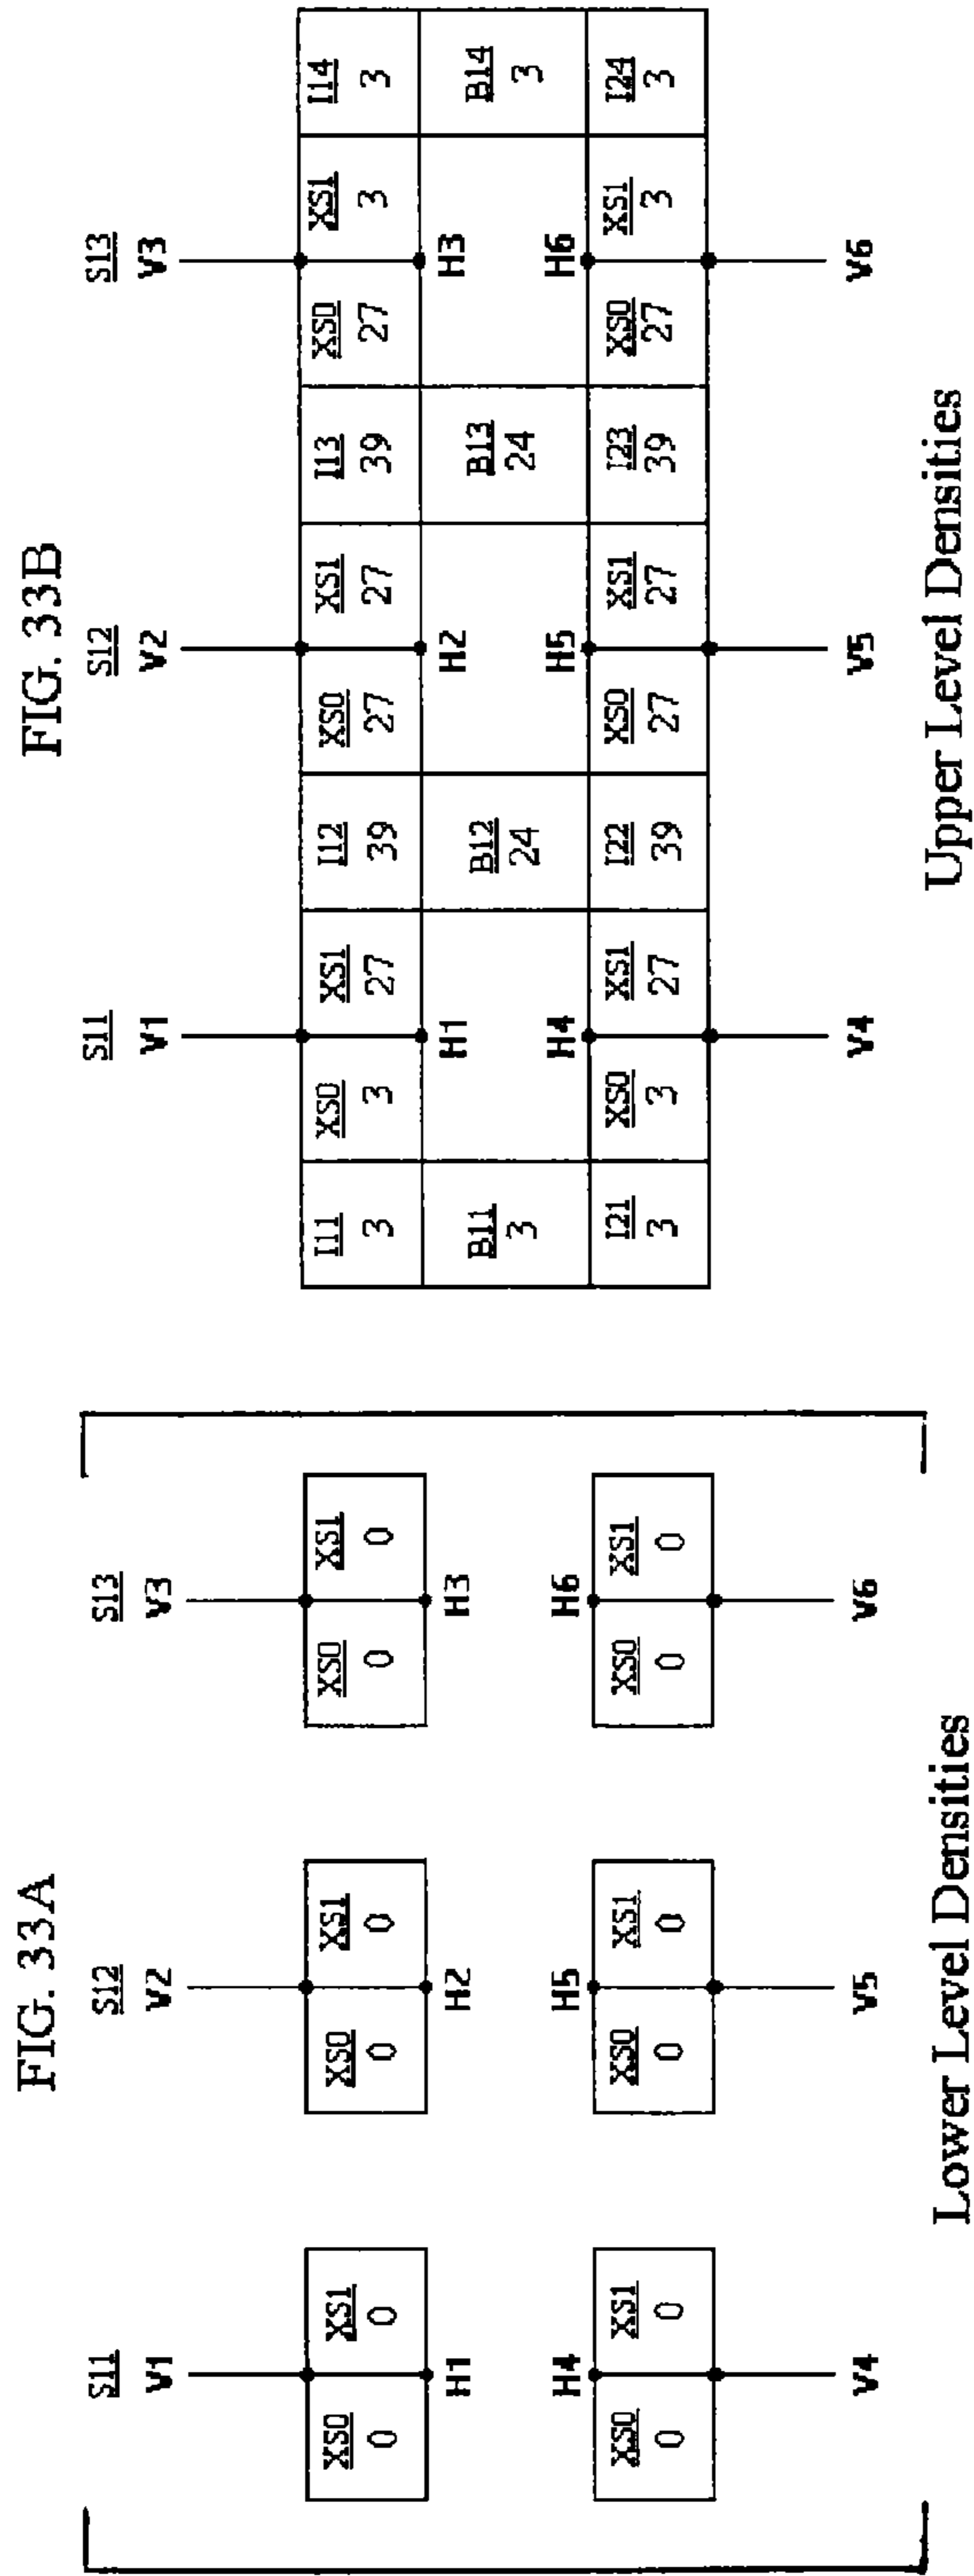 FIG. 33A
S11 S12 S13
V1 V2 V3
XS0 XS1 XS0 XS1 XS0 XS1
0 0 0 0 0 0
H1 H2 H3
H4 H5 H6
XS0 XS1 XS0 XS1 XS0 XS1
0 0 0 0 0 0
V4 V5 V6
Lower Level Densities
FIG. 33B
S11 S12 S13
V1 V2 V3
I11 XS0 XS1 I12 XS0 XS1 I13 XS0 XS1 I14
3 3 27 39 27 27 39 27 3 3
H1 H2 H3
B11 B12 B13 B14
3 24 24 3
H4 H5 H6
I21 XS0 XS1 I22 XS0 XS1 I23 XS0 XS1 I24
3 3 27 39 27 27 39 27 3 3
V4 V5 V6
Upper Level Densities